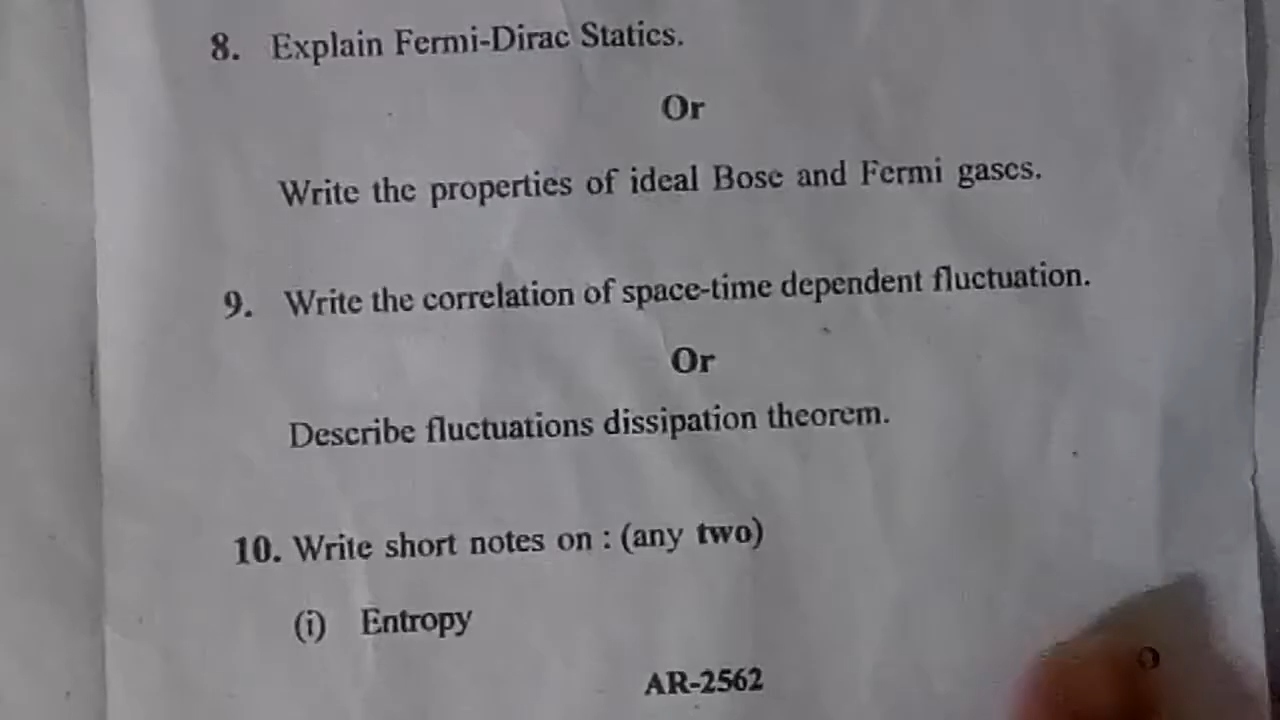 8. Explain Fermi-Dirac Statics.
Or
Write the properties of ideal Bose and Fermi gases.
9. Write the correlation of space-time dependent fluctuation.
Or
Describe fluctuations dissipation theorem.
10. Write short notes on : (any two)
(i) Entropy
AR-2562